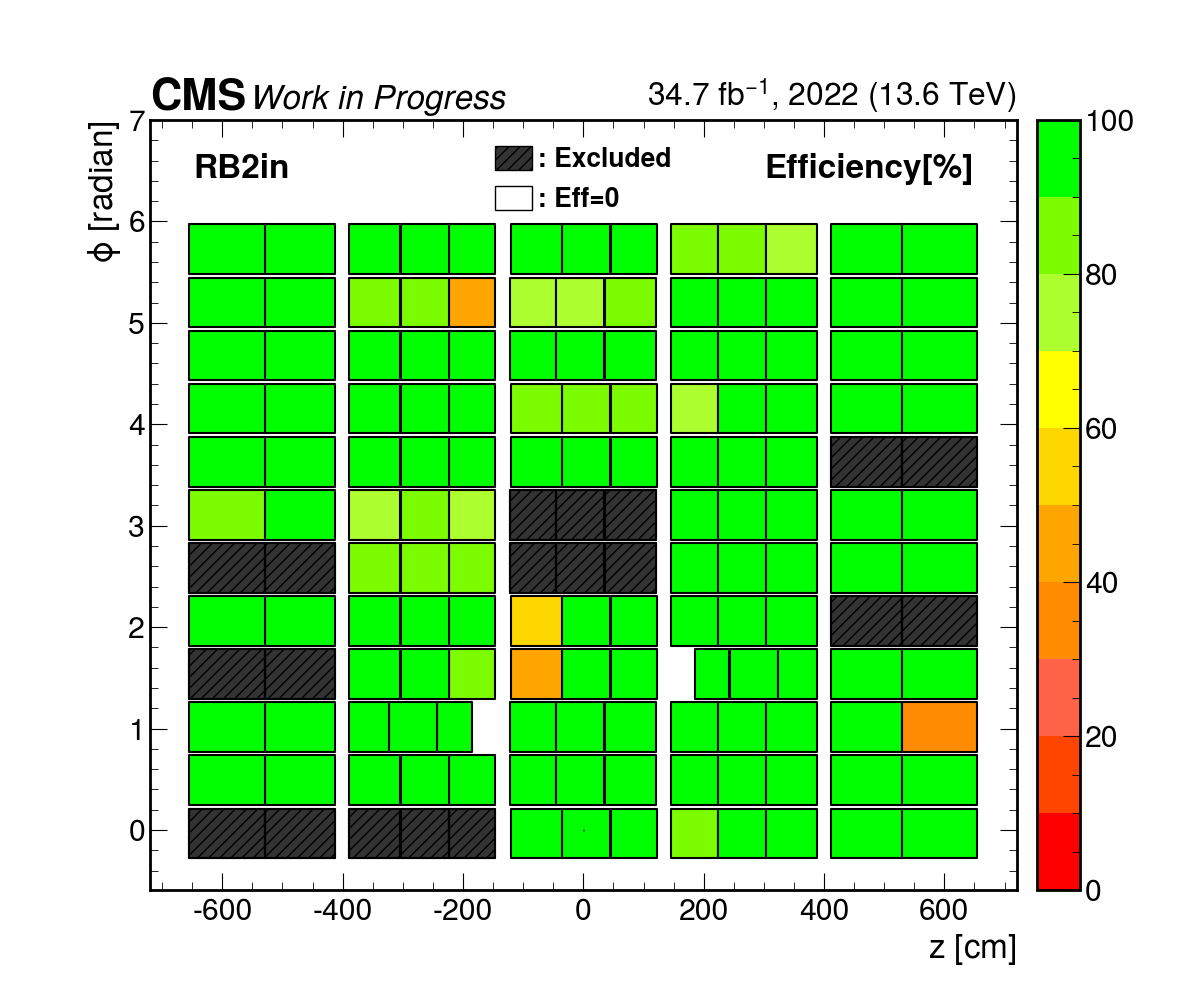 CMS Work in Progress 34.7 fb⁻¹, 2022 (13.6 TeV)
RB2in : Excluded Efficiency[%]
: Eff=0
ϕ [radian]
7
6
5
4
3
2
1
0
-600 -400 -200 0 200 400 600
z [cm]
100
80
60
40
20
0